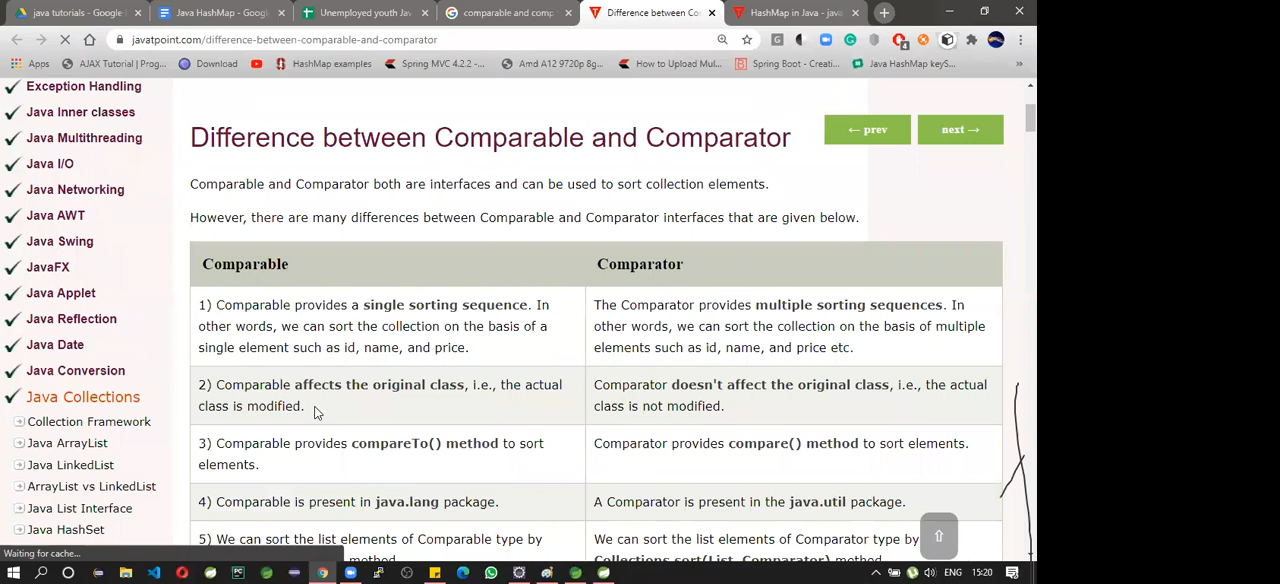 java tutorials - Google
Java HashMap - Goog
Unemployed youth Jav
comparable and comp
Difference between Co
HashMap in Java - java
javatpoint.com/difference-between-comparable-and-comparator
Apps
AJAX Tutorial | Prog...
Download
HashMap examples
Spring MVC 4.2.2 -...
Amd A12 9720p 8g...
How to Upload Mul...
Spring Boot - Creati...
Java HashMap keyS...
»
Exception Handling
Java Inner classes
Java Multithreading
Java I/O
Java Networking
Java AWT
Java Swing
JavaFX
Java Applet
Java Reflection
Java Date
Java Conversion
Java Collections
Collection Framework
Java ArrayList
Java LinkedList
ArrayList vs LinkedList
Java List Interface
Java HashSet
Waiting for cache...
Difference between Comparable and Comparator
← prev
next →
Comparable and Comparator both are interfaces and can be used to sort collection elements.
However, there are many differences between Comparable and Comparator interfaces that are given below.
Comparable
Comparator
1) Comparable provides a single sorting sequence. In
other words, we can sort the collection on the basis of a
single element such as id, name, and price.
The Comparator provides multiple sorting sequences. In
other words, we can sort the collection on the basis of multiple
elements such as id, name, and price etc.
2) Comparable affects the original class, i.e., the actual
class is modified.
Comparator doesn't affect the original class, i.e., the actual
class is not modified.
3) Comparable provides compareTo() method to sort
elements.
Comparator provides compare() method to sort elements.
4) Comparable is present in java.lang package.
A Comparator is present in the java.util package.
5) We can sort the list elements of Comparable type by
method.
We can sort the list elements of Comparator type by
Collections.sort(List, Comparator) method.
ENG
15:20